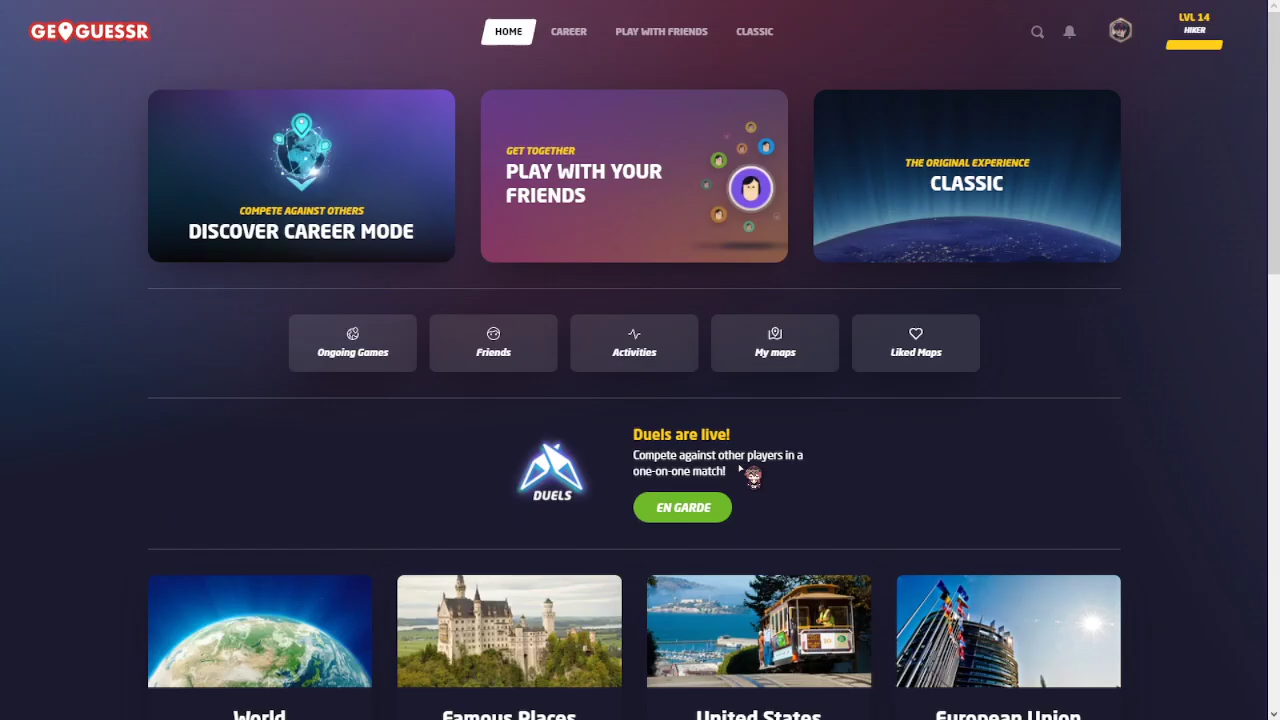 GEOGUESSR
HOME
CAREER
PLAY WITH FRIENDS
CLASSIC
LVL 14
HIKER
COMPETE AGAINST OTHERS
DISCOVER CAREER MODE
GET TOGETHER
PLAY WITH YOUR
FRIENDS
THE ORIGINAL EXPERIENCE
CLASSIC
Ongoing Games
Friends
Activities
My maps
Liked Maps
DUELS
Duels are live!
Compete against other players in a
one-on-one match!
EN GARDE
World
Famous Places
United States
European Union